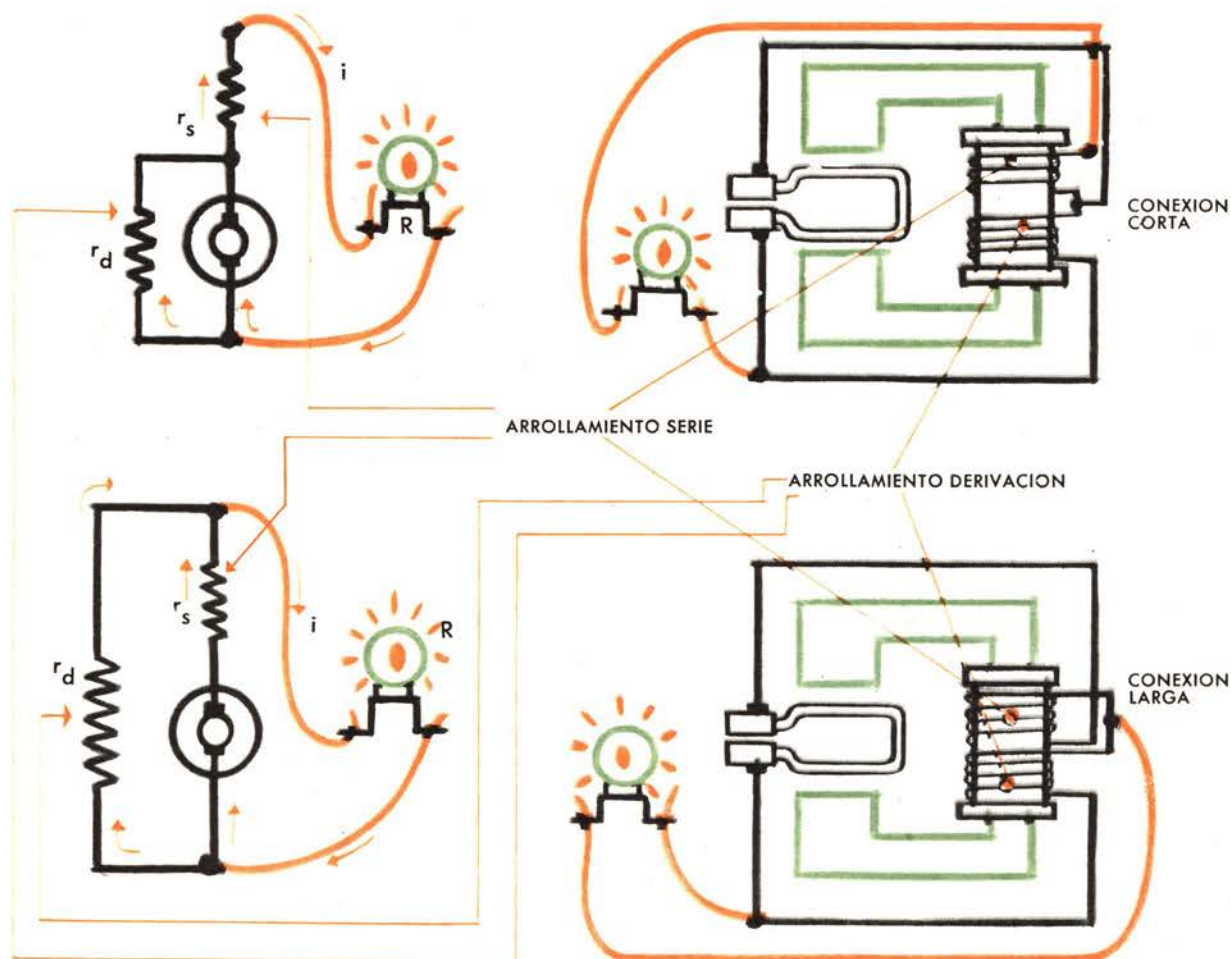 i
r s
R
r d
CONEXION
CORTA
ARROLLAMIENTO SERIE
ARROLLAMIENTO DERIVACION
r s
i
R
r d
CONEXION
LARGA